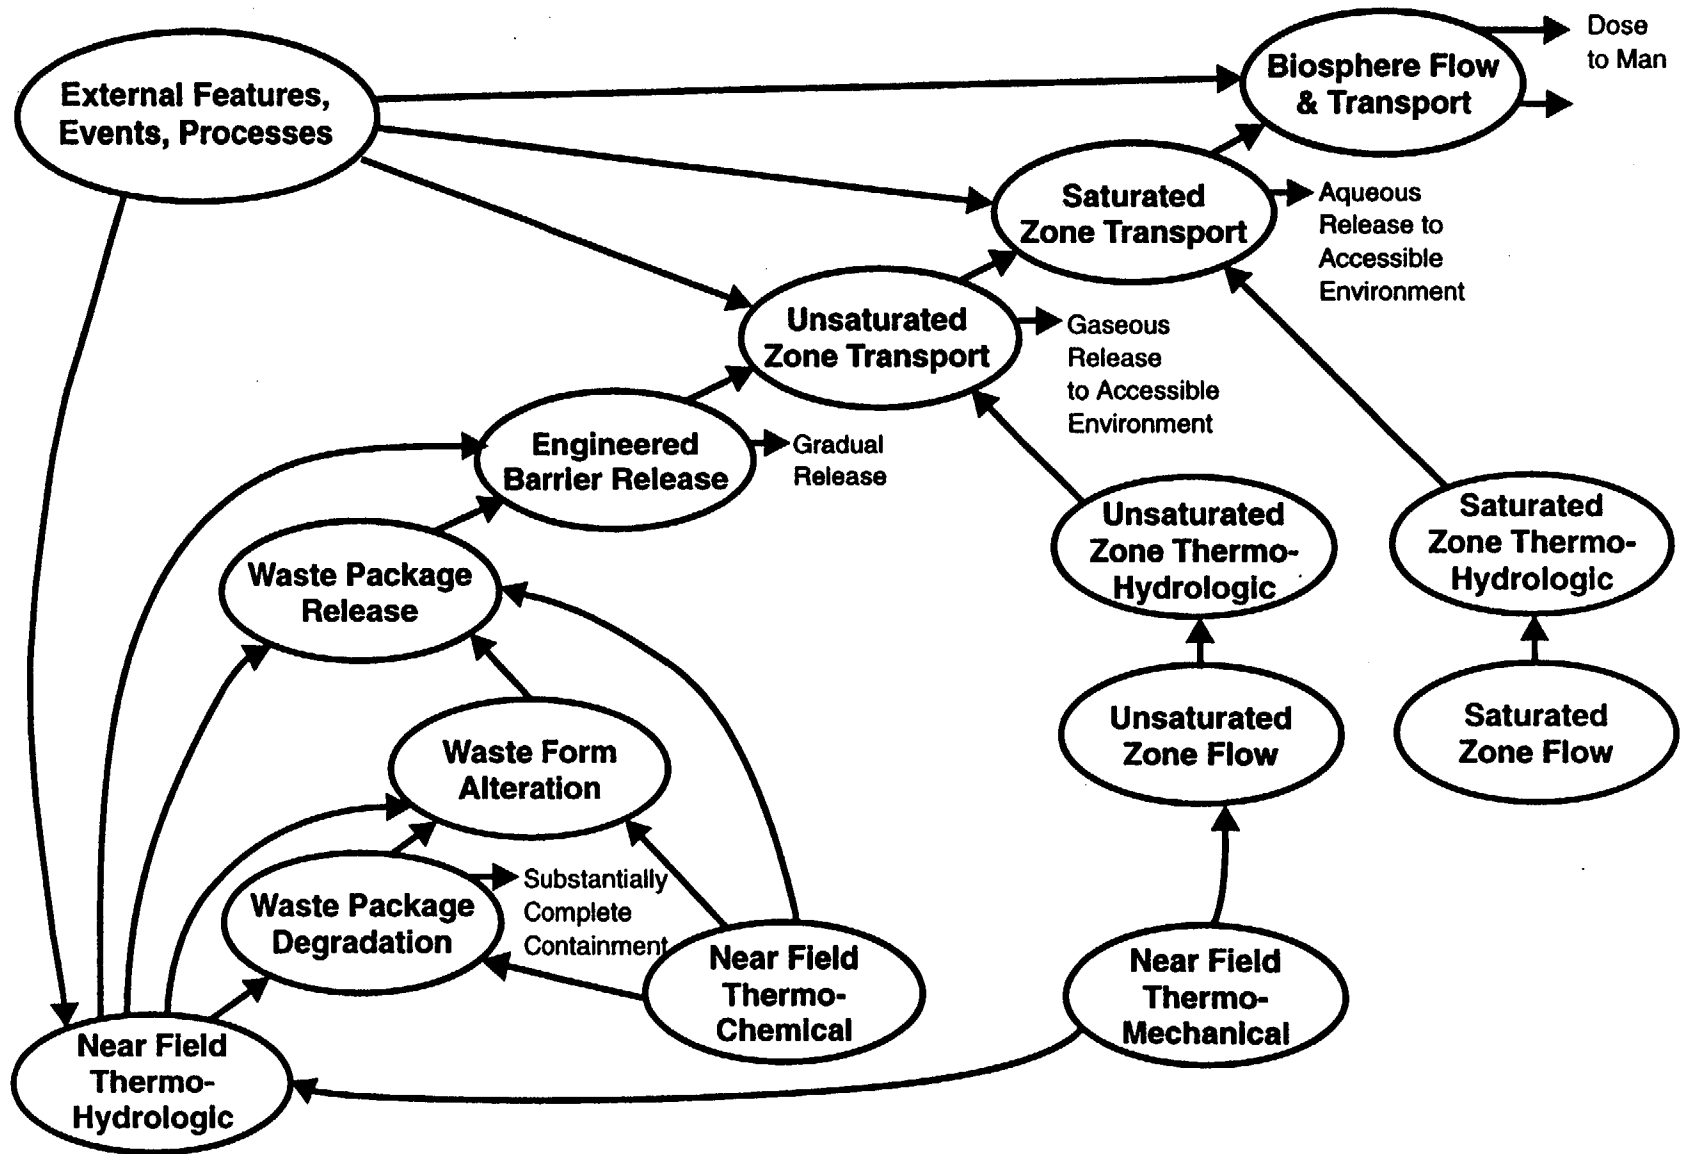 Dose
to Man
Biosphere Flow
& Transport
External Features,
Events, Processes
Saturated
Zone Transport
Aqueous
Release to
Accessible
Environment
Unsaturated
Zone Transport
Gaseous
Release
to Accessible
Environment
Engineered
Barrier Release
Gradual
Release
Unsaturated
Zone Thermo-
Hydrologic
Saturated
Zone Thermo-
Hydrologic
Waste Package
Release
Unsaturated
Zone Flow
Saturated
Zone Flow
Waste Form
Alteration
Waste Package
Degradation
Substantially
Complete
Containment
Near Field
Thermo-
Chemical
Near Field
Thermo-
Mechanical
Near Field
Thermo-
Hydrologic